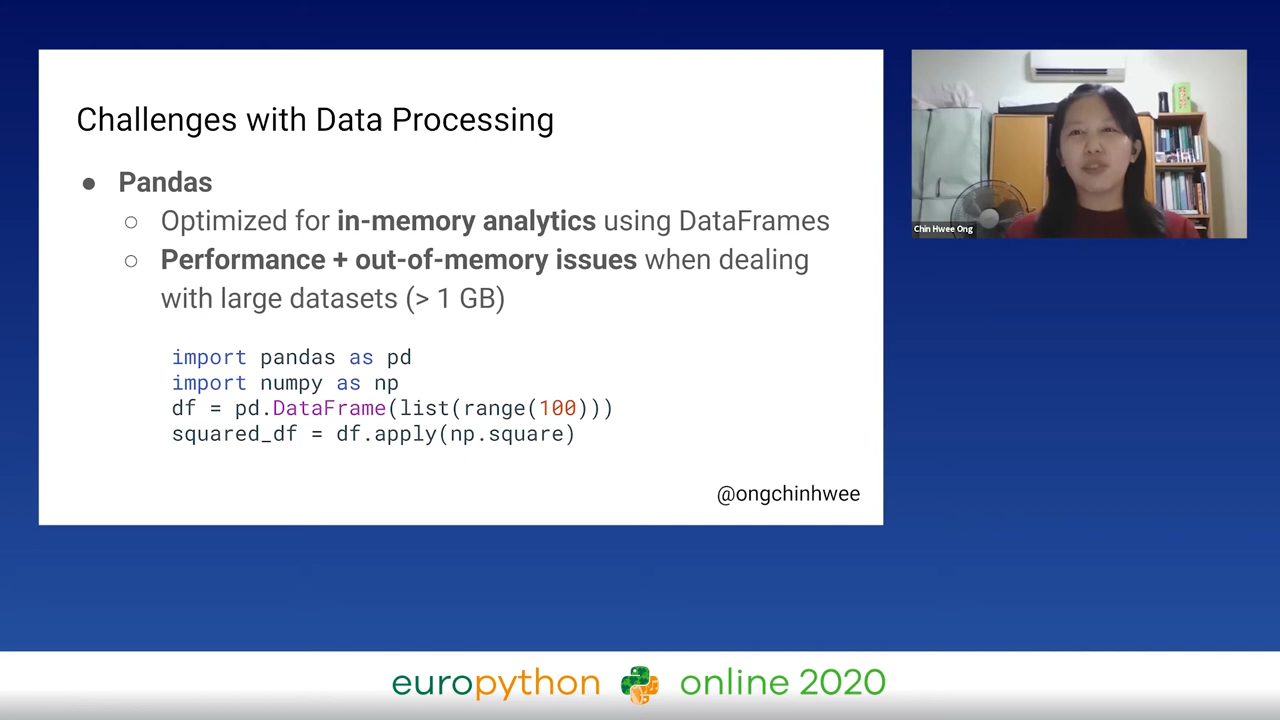 Challenges with Data Processing
● Pandas
○ Optimized for in-memory analytics using DataFrames
○ Performance + out-of-memory issues when dealing
with large datasets (> 1 GB)
import pandas as pd
import numpy as np
df = pd.DataFrame(list(range(100)))
squared_df = df.apply(np.square)
@ongchinhwee
Chin Hwee Ong
europython online 2020